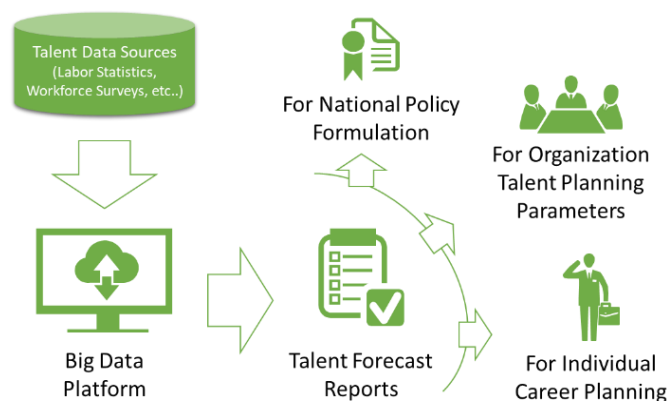 Talent Data Sources
(Labor Statistics,
Workforce Surveys, etc..)
For National Policy
Formulation
For Organization
Talent Planning
Parameters
Big Data
Platform
Talent Forecast
Reports
For Individual
Career Planning